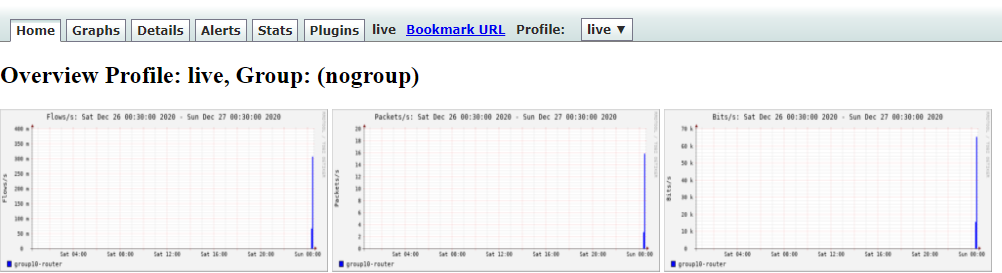 Home Graphs Details Alerts Stats Plugins live Bookmark URL Profile: live ▼
Overview Profile: live, Group: (nogroup)
Flows/s: Sat Dec 26 00:30:00 2020 - Sun Dec 27 00:30:00 2020
400 m
350 m
300 m
250 m
200 m
150 m
100 m
50 m
0
Flows/s
Sat 04:00 Sat 08:00 Sat 12:00 Sat 16:00 Sat 20:00 Sun 00:00
group10-router
Packets/s: Sat Dec 26 00:30:00 2020 - Sun Dec 27 00:30:00 2020
20
18
16
14
12
10
8
6
4
2
0
Packets/s
Sat 04:00 Sat 08:00 Sat 12:00 Sat 16:00 Sat 20:00 Sun 00:00
group10-router
Bits/s: Sat Dec 26 00:30:00 2020 - Sun Dec 27 00:30:00 2020
70 k
60 k
50 k
40 k
30 k
20 k
10 k
0
Bits/s
Sat 04:00 Sat 08:00 Sat 12:00 Sat 16:00 Sat 20:00 Sun 00:00
group10-router